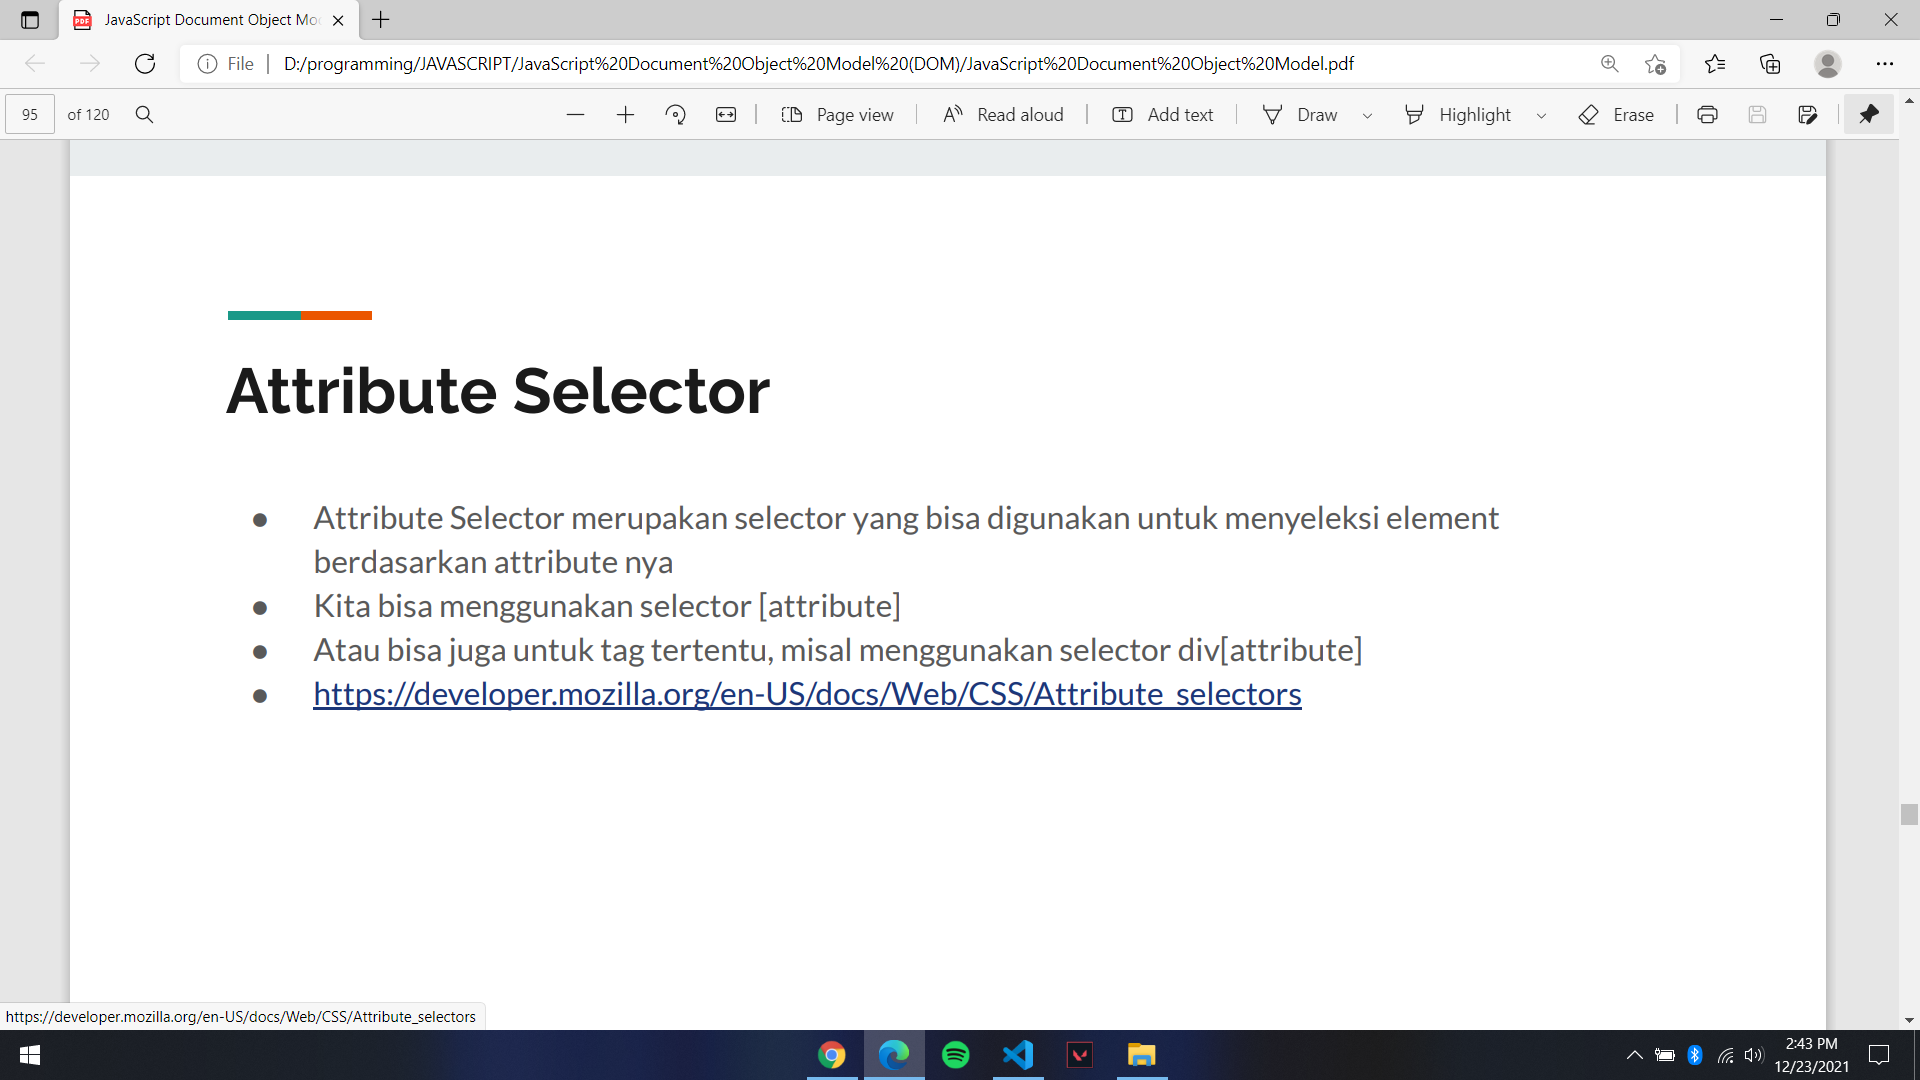 JavaScript Document Object Mo
File
D:/programming/JAVASCRIPT/JavaScript%20Document%20Object%20Model%20(DOM)/JavaScript%20Document%20Object%20Model.pdf
95 of 120
Page view
Read aloud
Add text
Draw
Highlight
Erase
Attribute Selector
● Attribute Selector merupakan selector yang bisa digunakan untuk menyeleksi element
berdasarkan attribute nya
● Kita bisa menggunakan selector [attribute]
● Atau bisa juga untuk tag tertentu, misal menggunakan selector div[attribute]
● https://developer.mozilla.org/en-US/docs/Web/CSS/Attribute_selectors
https://developer.mozilla.org/en-US/docs/Web/CSS/Attribute_selectors
2:43 PM
12/23/2021